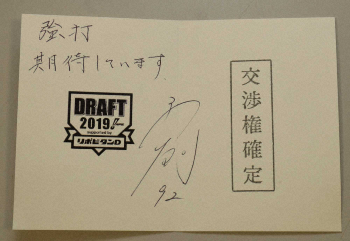 強打
期待しています
DRAFT
2019
supported by
リポビタンD
92
交渉権確定